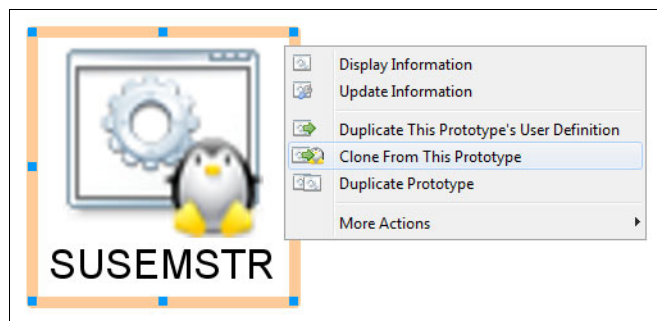 Display Information
Update Information
Duplicate This Prototype's User Definition
Clone From This Prototype
Duplicate Prototype
More Actions
SUSEMSTR